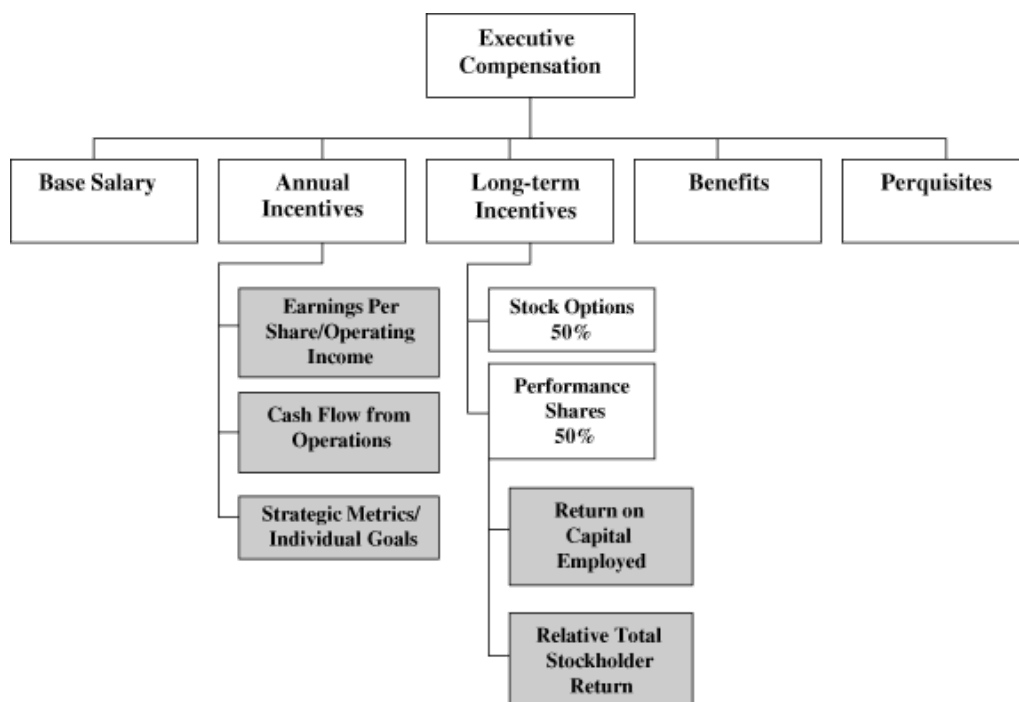 Executive
Compensation
Base Salary
Annual
Incentives
Long-term
Incentives
Benefits
Perquisites
Earnings Per
Share/Operating
Income
Cash Flow from
Operations
Strategic Metrics/
Individual Goals
Stock Options
50%
Performance
Shares
50%
Return on
Capital
Employed
Relative Total
Stockholder
Return